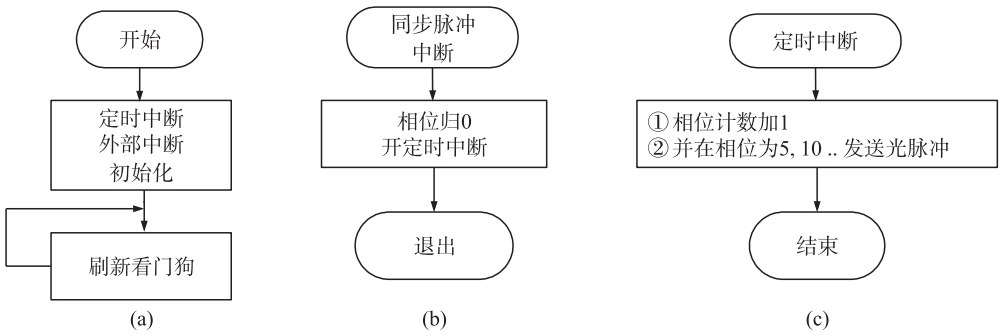 开始
定时中断
外部中断
初始化
刷新看门狗
(a)
同步脉冲
中断
相位归0
开定时中断
退出
(b)
定时中断
①相位计数加1
②并在相位为5, 10 .. 发送光脉冲
结束
(c)